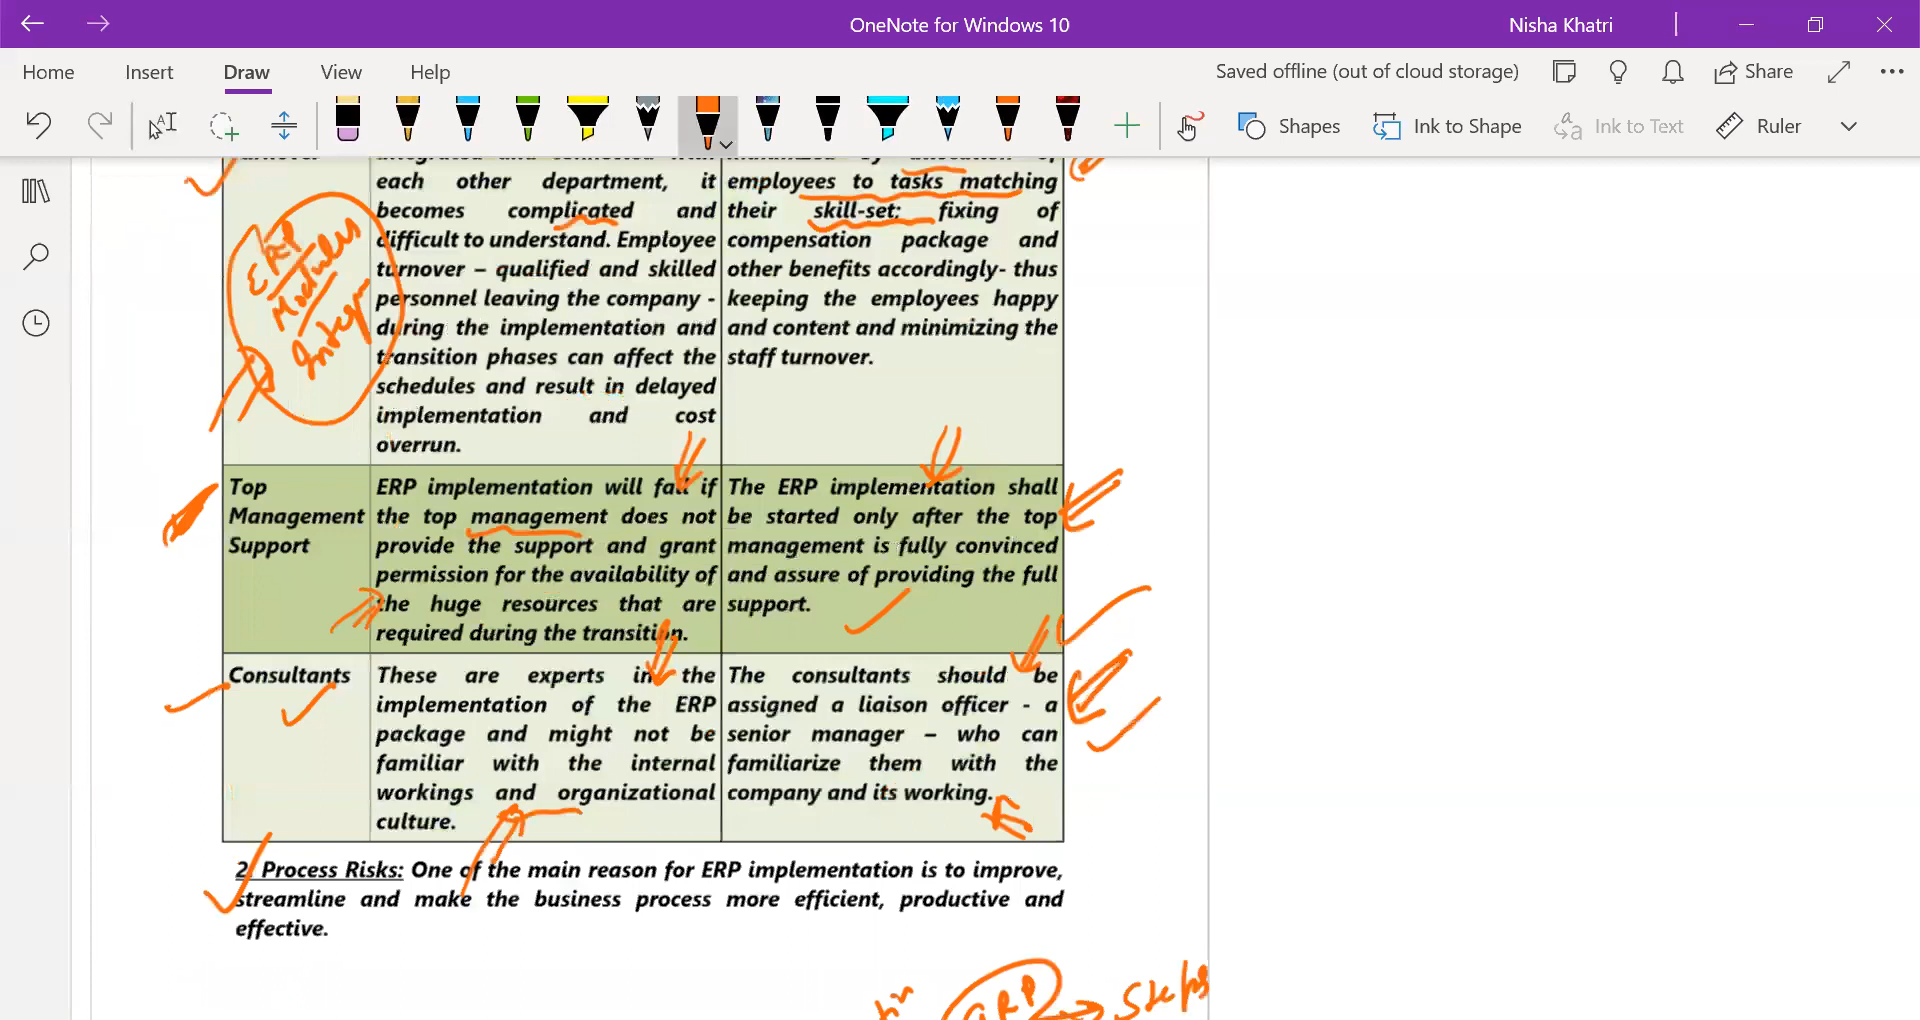 OneNote for Windows 10
Nisha Khatri
Home Insert Draw View Help
Saved offline (out of cloud storage) Share
Shapes Ink to Shape Ink to Text Ruler
each other department, it
becomes complicated and
difficult to understand. Employee
turnover – qualified and skilled
personnel leaving the company -
during the implementation and
transition phases can affect the
schedules and result in delayed
implementation and cost
overrun.
employees to tasks matching
their skill-set; fixing of
compensation package and
other benefits accordingly- thus
keeping the employees happy
and content and minimizing the
staff turnover.
ERP
Modules
Top
Management
Support
ERP implementation will fail if
the top management does not
provide the support and grant
permission for the availability of
the huge resources that are
required during the transition.
The ERP implementation shall
be started only after the top
management is fully convinced
and assure of providing the full
support.
Consultants
These are experts in the
implementation of the ERP
package and might not be
familiar with the internal
workings and organizational
culture.
The consultants should be
assigned a liaison officer - a
senior manager – who can
familiarize them with the
company and its working.
2. Process Risks: One of the main reason for ERP implementation is to improve,
streamline and make the business process more efficient, productive and
effective.
ERP Steps